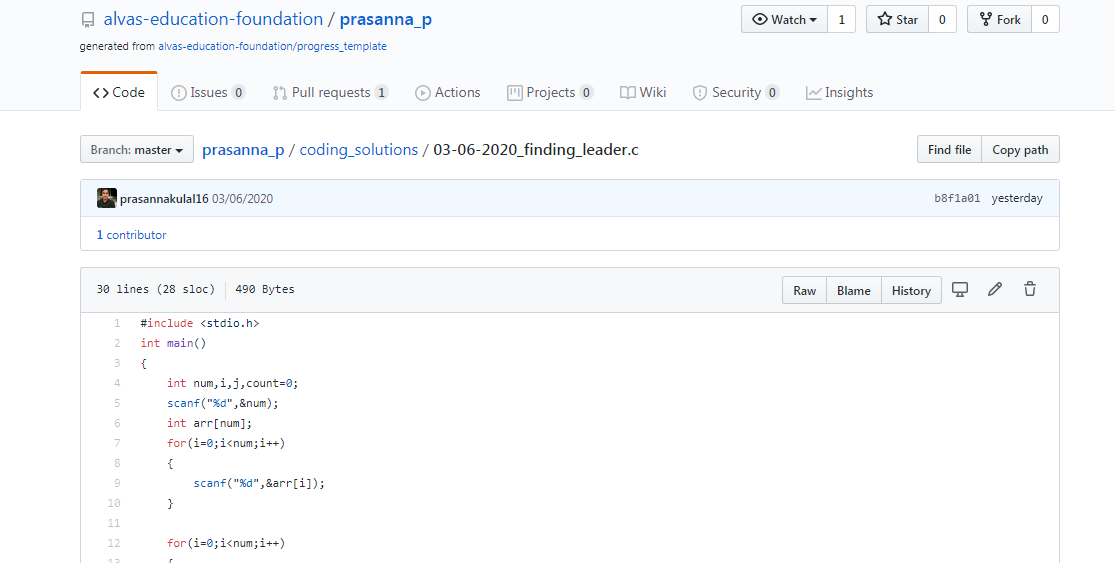 alvas-education-foundation / prasanna_p
Watch 1 Star 0 Fork 0
generated from alvas-education-foundation/progress_template
Code Issues 0 Pull requests 1 Actions Projects 0 Wiki Security 0 Insights
Branch: master prasanna_p / coding_solutions / 03-06-2020_finding_leader.c Find file Copy path
prasannakulal16 03/06/2020 b8f1a01 yesterday
1 contributor
30 lines (28 sloc) 490 Bytes Raw Blame History
1 #include <stdio.h>
2 int main()
3 {
4 int num,i,j,count=0;
5 scanf("%d",&num);
6 int arr[num];
7 for(i=0;i<num;i++)
8 {
9 scanf("%d",&arr[i]);
10 }
11
12 for(i=0;i<num;i++)
13 {